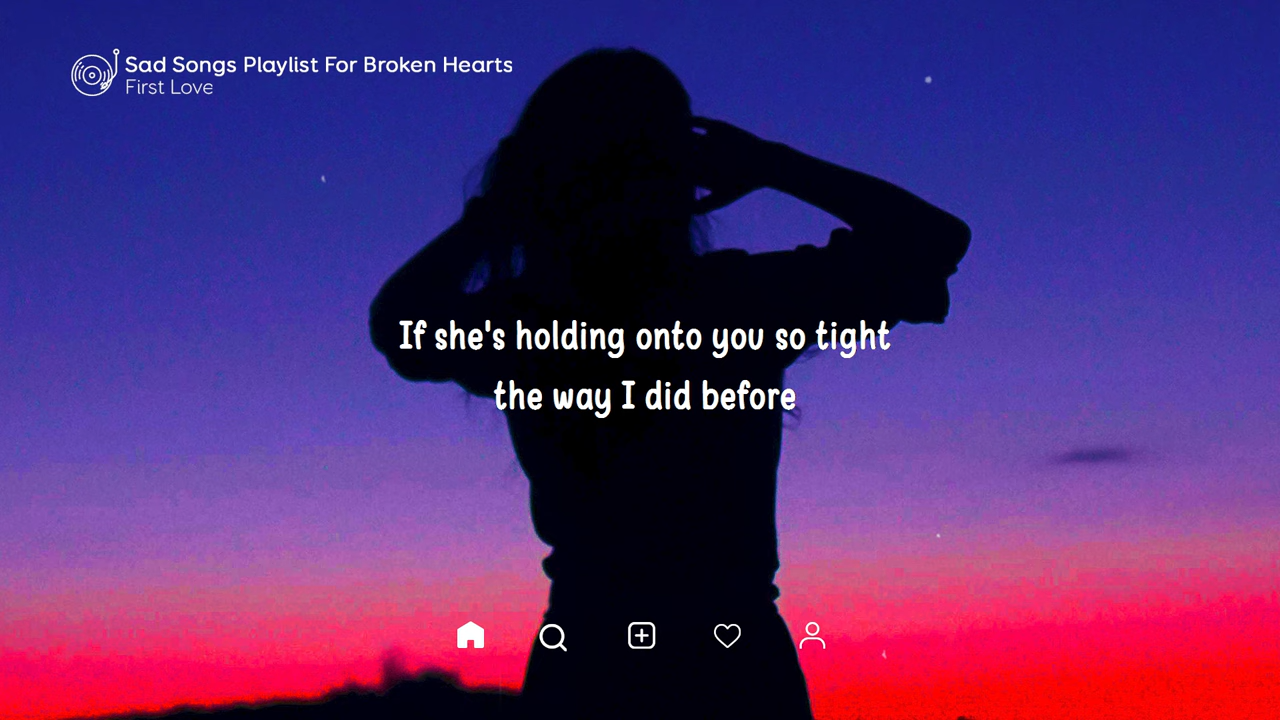 Sad Songs Playlist For Broken Hearts
First Love
If she's holding onto you so tight
the way I did before